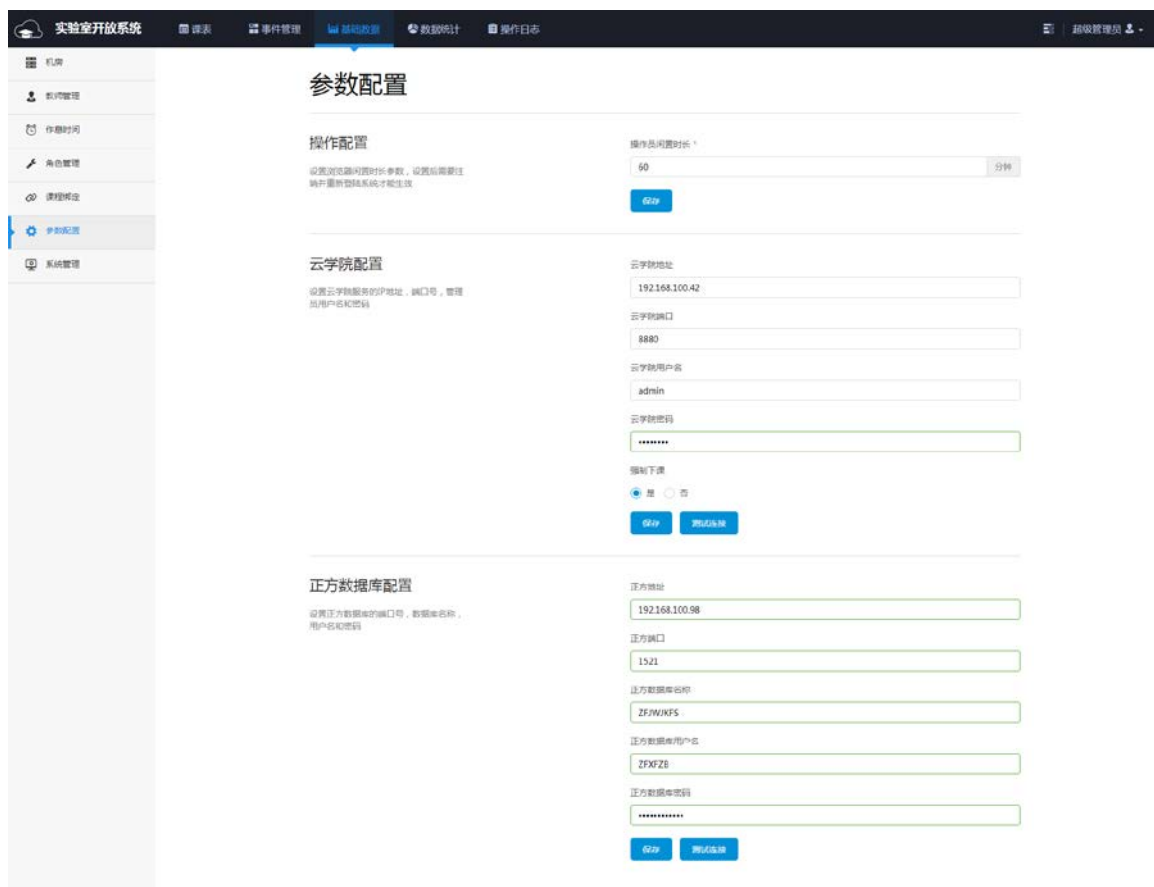 实验室开放系统
课表
事件管理
基础数据
数据统计
操作日志
超级管理员
机房
教师管理
作息时间
角色管理
课程绑定
参数配置
系统管理
参数配置
操作配置
设置浏览器闲置时长参数，设置后需要注
销并重新登陆系统才能生效
操作员闲置时长 *
60
分钟
保存
云学院配置
设置云学院服务的IP地址，端口号，管理
员用户名和密码
云学院地址
192.168.100.42
云学院端口
8880
云学院用户名
admin
云学院密码
••••••••
强制下课
是
否
保存
测试连接
正方数据库配置
设置正方数据库的端口号，数据库名称，
用户名和密码
正方地址
192.168.100.98
正方端口
1521
正方数据库名称
ZFJWJKFS
正方数据库用户名
ZFXFZB
正方数据库密码
••••••••••••
保存
测试连接